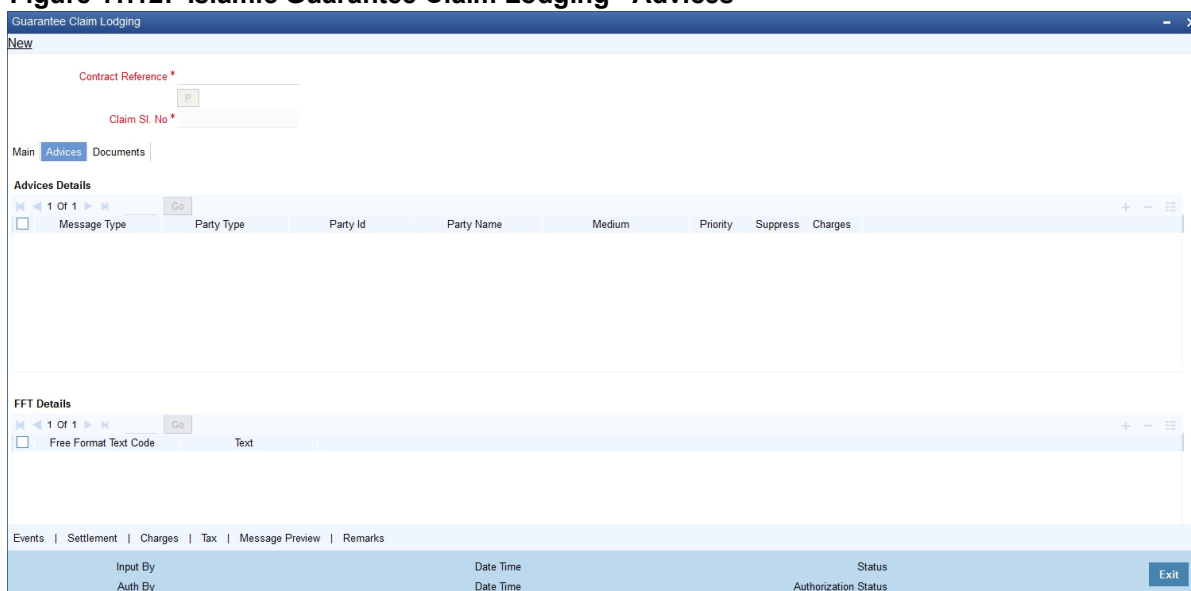 Figure 11.12: Islamic Guarantee Claim Lodging - Advices
Guarantee Claim Lodging
New
Contract Reference *
P
Claim Sl. No *
Main Advices Documents
Advices Details
1 Of 1 Go
Message Type Party Type Party Id Party Name Medium Priority Suppress Charges
FFT Details
1 Of 1 Go
Free Format Text Code Text
Events | Settlement | Charges | Tax | Message Preview | Remarks
Input By Date Time Status
Auth By Date Time Authorization Status
Exit